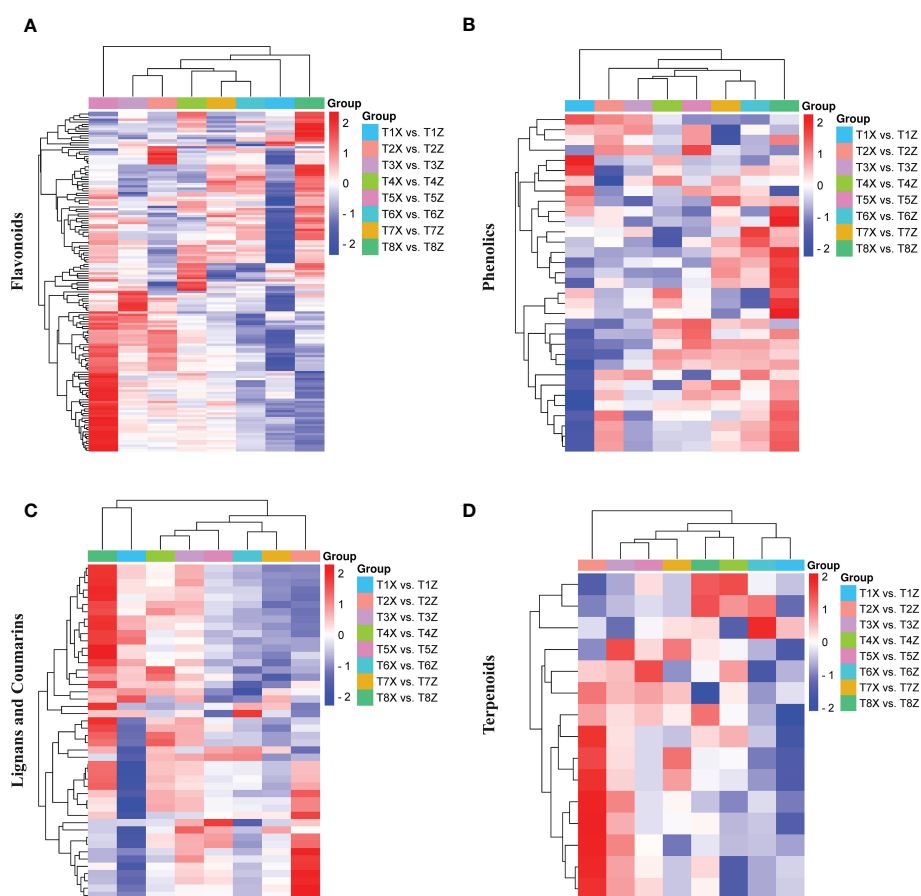 A
Group
Group
2
1
0
- 1
- 2
T1X vs. T1Z
T2X vs. T2Z
T3X vs. T3Z
T4X vs. T4Z
T5X vs. T5Z
T6X vs. T6Z
T7X vs. T7Z
T8X vs. T8Z
Flavonoids
B
Group
Group
2
1
0
- 1
- 2
T1X vs. T1Z
T2X vs. T2Z
T3X vs. T3Z
T4X vs. T4Z
T5X vs. T5Z
T6X vs. T6Z
T7X vs. T7Z
T8X vs. T8Z
Phenolics
C
Group
Group
2
1
0
- 1
- 2
T1X vs. T1Z
T2X vs. T2Z
T3X vs. T3Z
T4X vs. T4Z
T5X vs. T5Z
T6X vs. T6Z
T7X vs. T7Z
T8X vs. T8Z
Lignans and Coumarins
D
Group
Group
2
1
0
- 1
- 2
T1X vs. T1Z
T2X vs. T2Z
T3X vs. T3Z
T4X vs. T4Z
T5X vs. T5Z
T6X vs. T6Z
T7X vs. T7Z
T8X vs. T8Z
Terpenoids